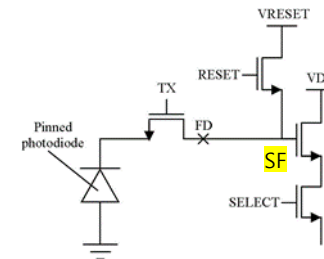 VRESET
RESET
VD
TX
FD
Pinned
photodiode
SF
SELECT